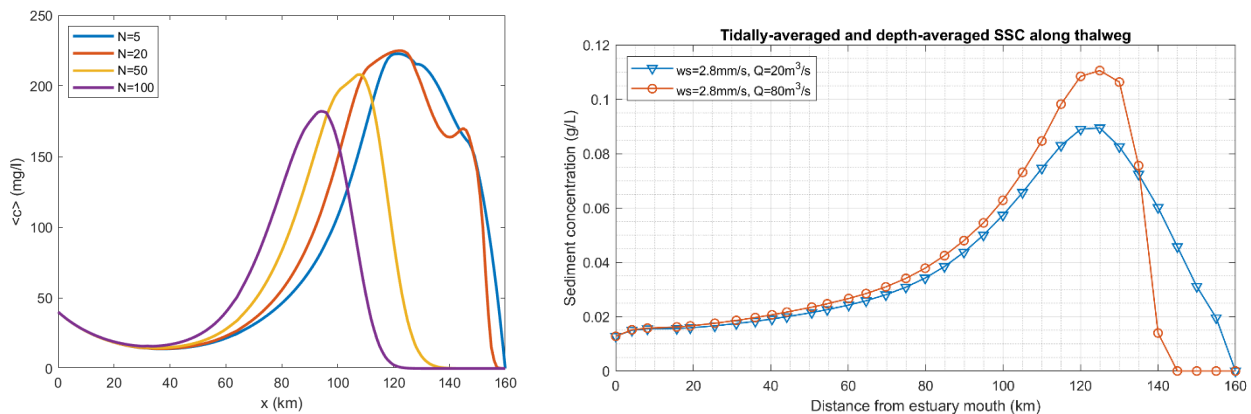 250
200
150
100
50
0
<c> (mg/l)
N=5
N=20
N=50
N=100
0 20 40 60 80 100 120 140 160
x (km)
Tidally-averaged and depth-averaged SSC along thalweg
0.12
0.1
0.08
0.06
0.04
0.02
0
Sediment concentration (g/L)
ws=2.8mm/s, Q=20m³/s
ws=2.8mm/s, Q=80m³/s
0 20 40 60 80 100 120 140 160
Distance from estuary mouth (km)